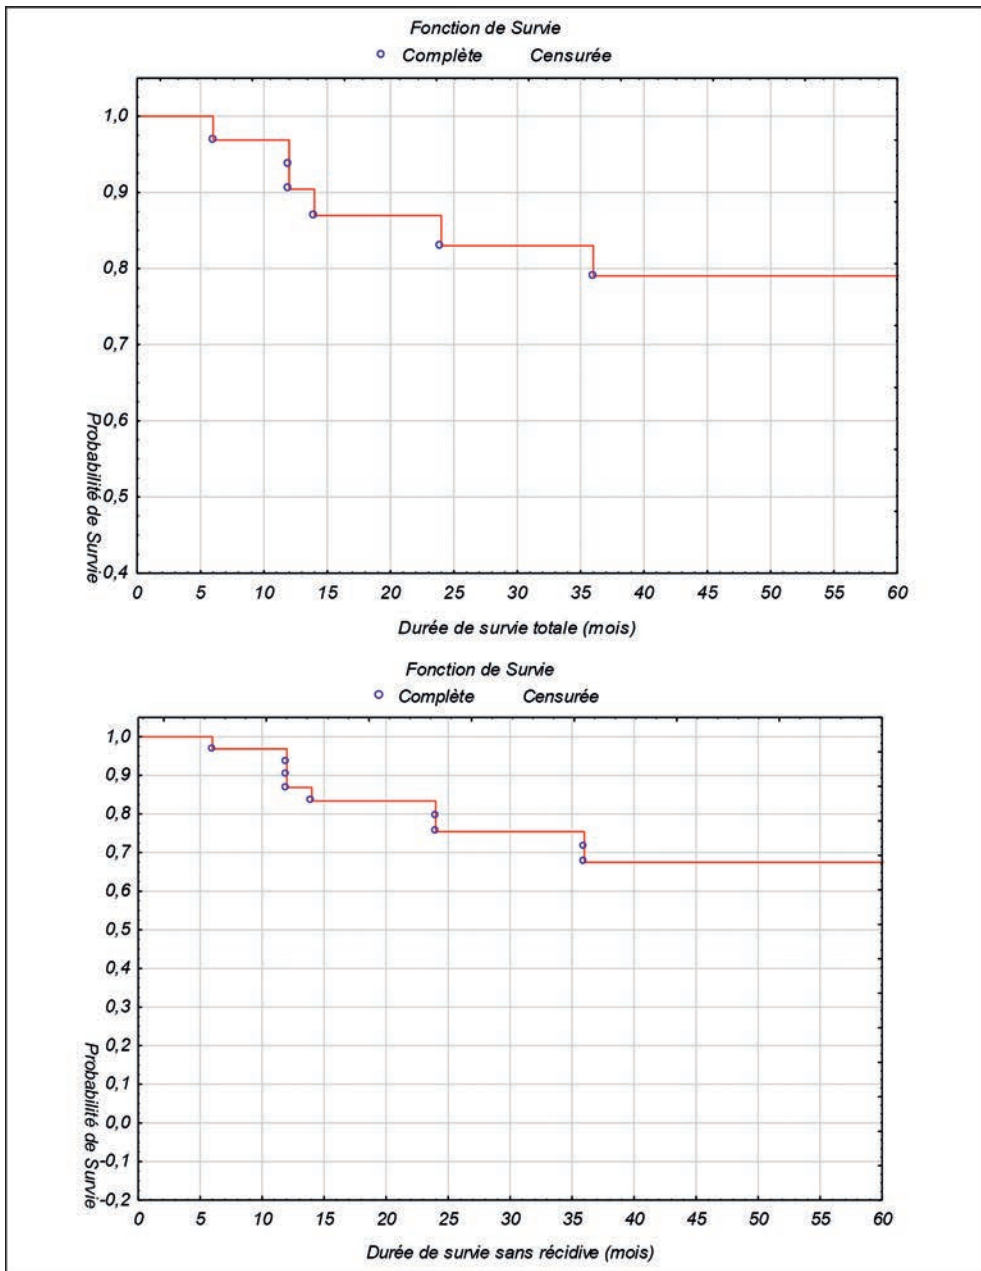 Fonction de Survie
Complète Censurée
1,0
0,9
0,8
0,7
0,6
0,5
0,4
Probabilité de Survie
0 5 10 15 20 25 30 35 40 45 50 55 60
Durée de survie totale (mois)
Fonction de Survie
Complète Censurée
1,0
0,9
0,8
0,7
0,6
0,5
0,4
0,3
0,2
0,1
0,0
-0,1
-0,2
Probabilité de Survie
0 5 10 15 20 25 30 35 40 45 50 55 60
Durée de survie sans récidive (mois)